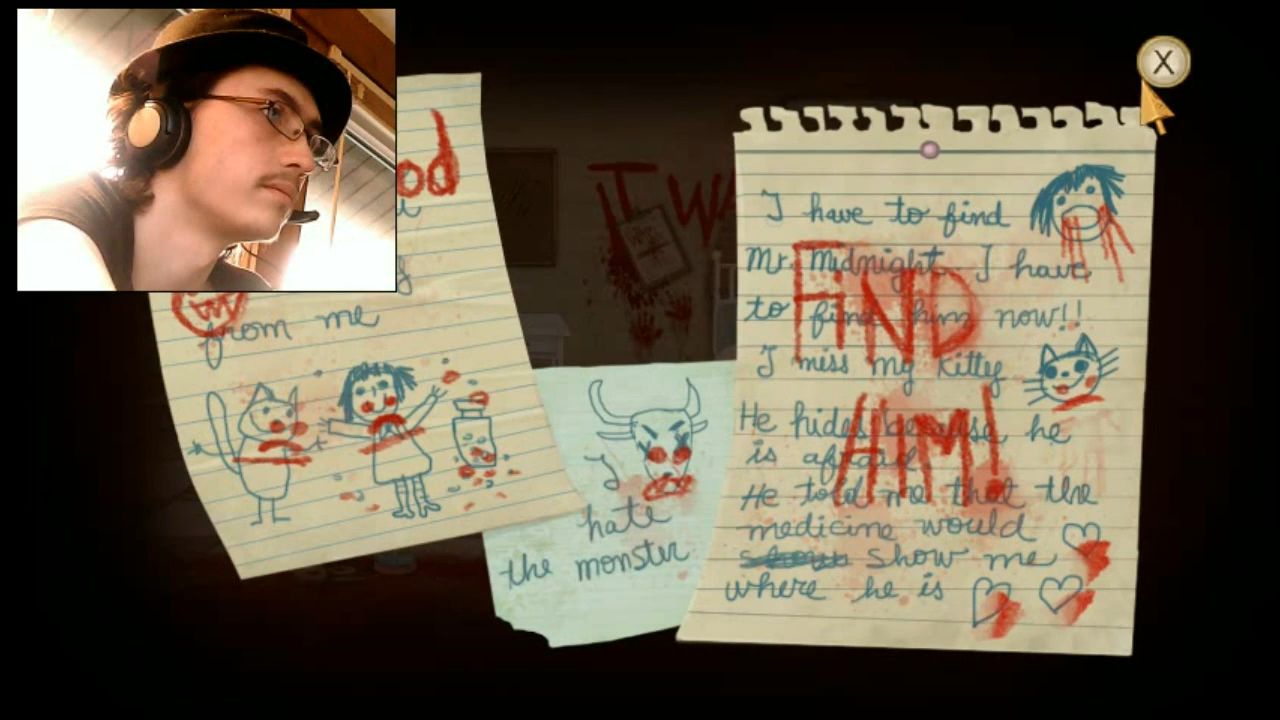 X
od
from me
I WA
I
hate
the monster
I have to find
Mr. Midnight. I have
to find him now!!
I miss my kitty
He hides because he
is afraid.
He told me that the
medicine would
show me
where he is
FiND
HiM!